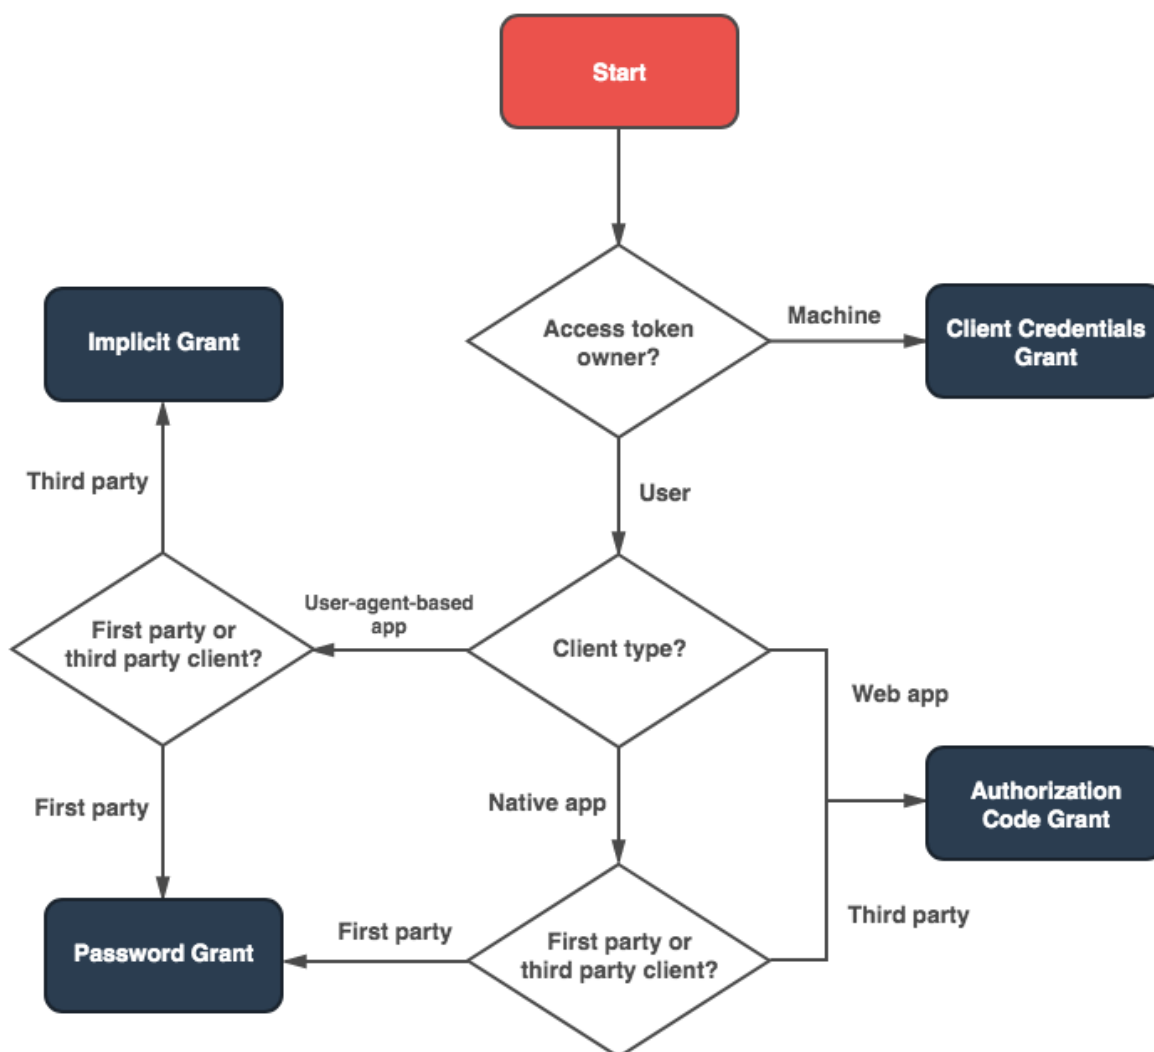 Start
Access token
owner?
Machine
Client Credentials
Grant
Implicit Grant
Third party
User
First party or
third party client?
User-agent-based
app
Client type?
Web app
First party
Native app
Authorization
Code Grant
Password Grant
First party
First party or
third party client?
Third party